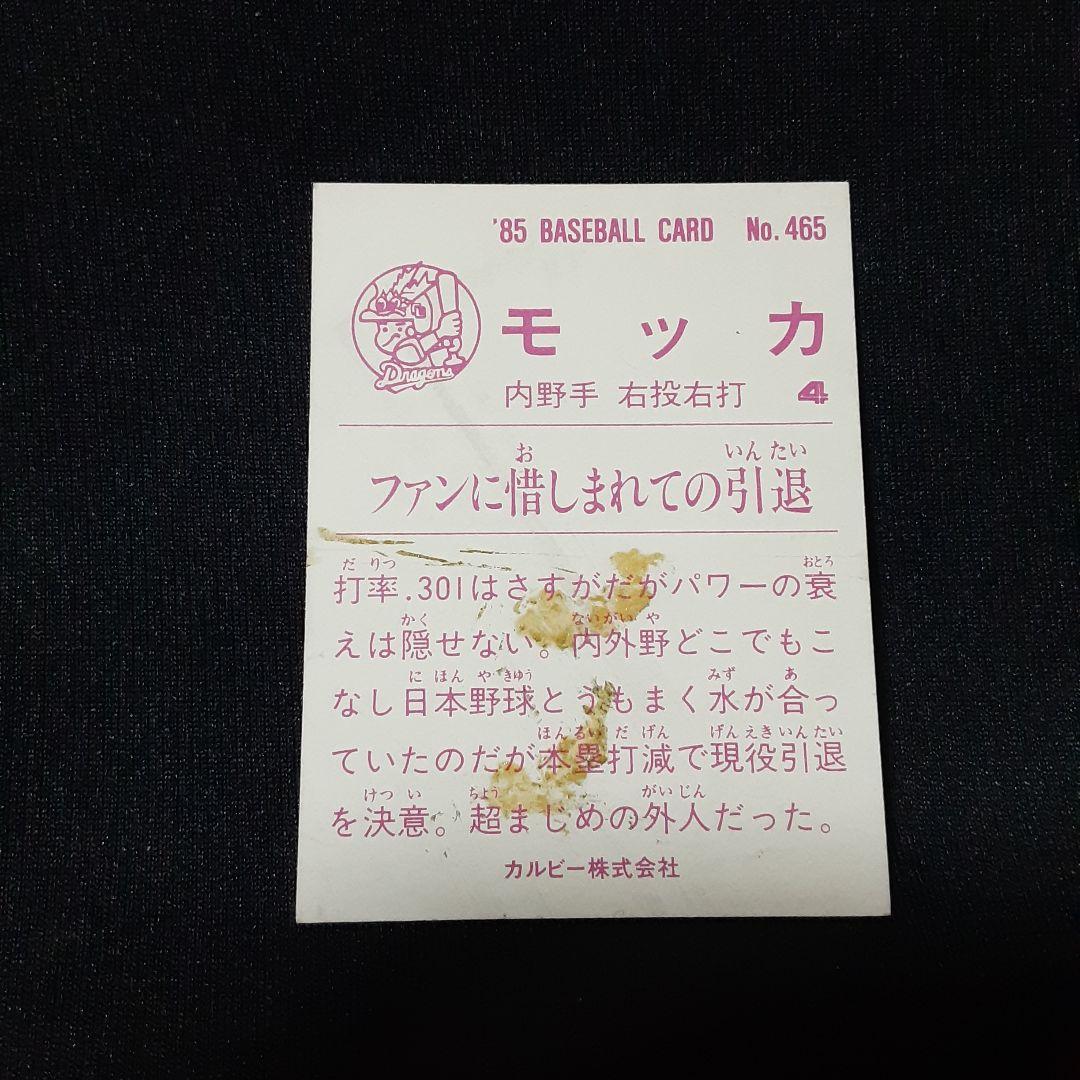 '85 BASEBALL CARD No. 465
Dragons
モッカ
内野手 右投右打 4
お いんたい
ファンに惜しまれての引退
だ りつ おとろ
打率.301はさすがだがパワーの衰
かく ないがい や
えは隠せない。内外野どこでもこ
に ほん や きゅう みず あ
なし日本野球とうもまく水が合っ
ほんるい だ げん げんえきいんたい
ていたのだが本塁打減で現役引退
けつ い ちょう がいじん
を決意。超まじめの外人だった。
カルビー株式会社